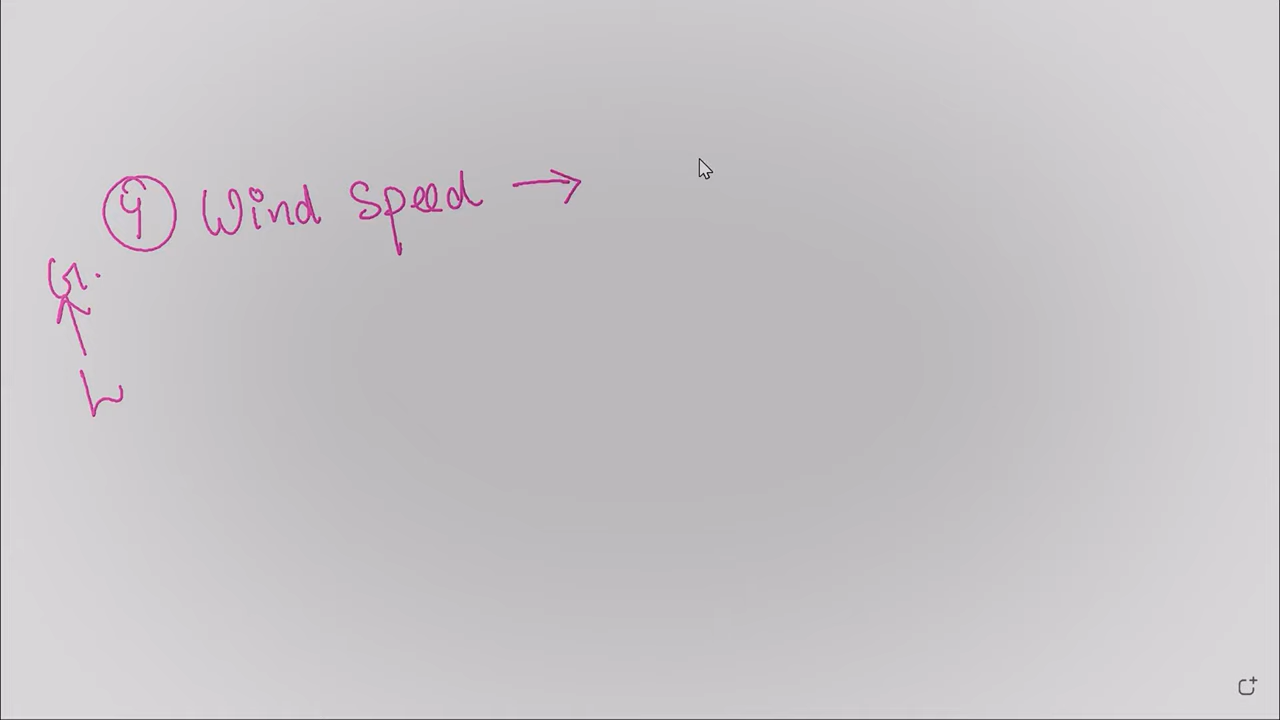 ④ Wind Speed →
G.
↑
L